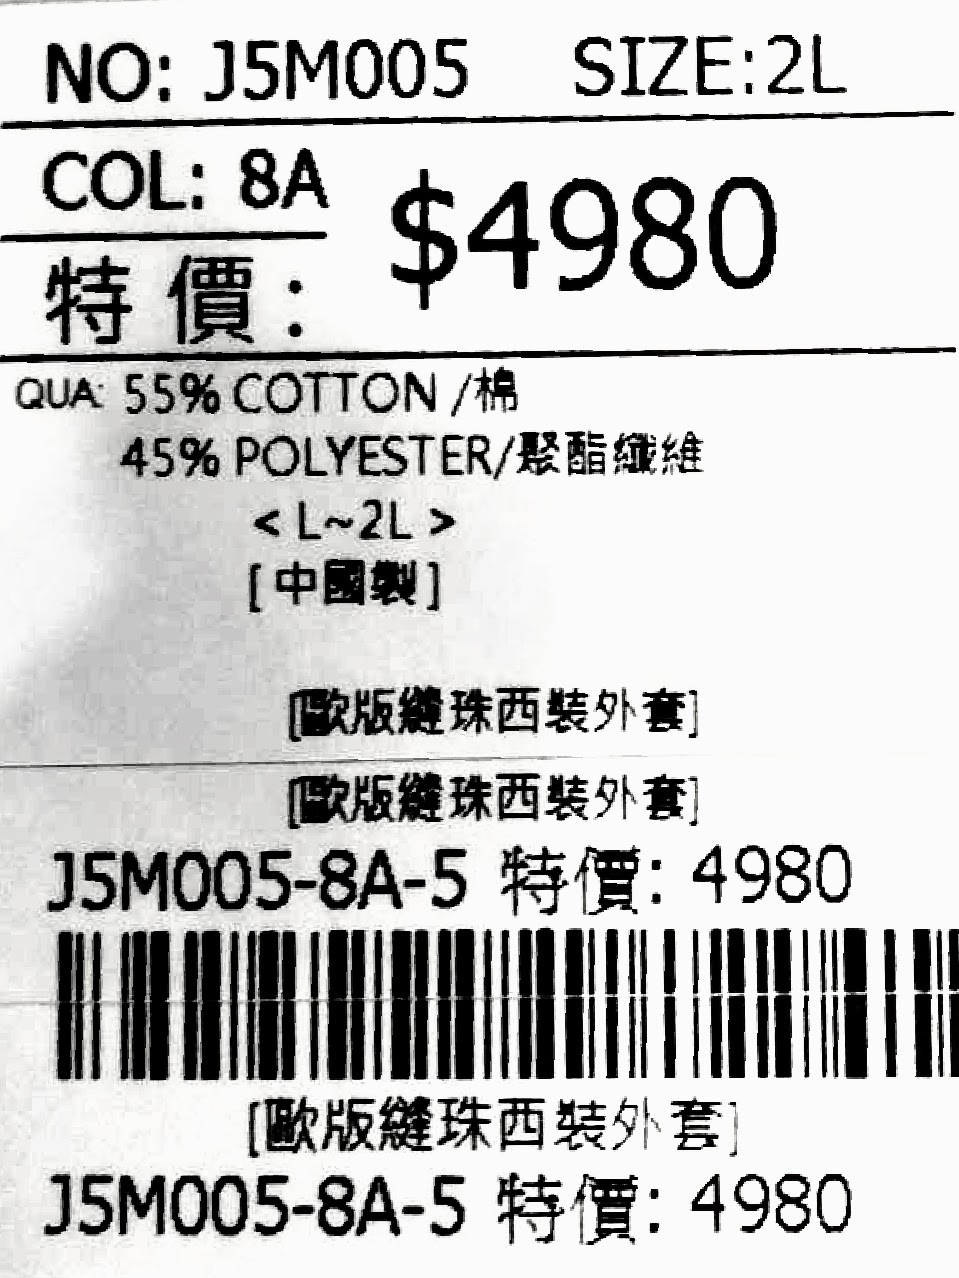 NO: J5M005 SIZE:2L
COL: 8A $4980
特價:
QUA: 55% COTTON /棉
45% POLYESTER/聚酯纖維
< L~2L >
[中國製]
[歐版縫珠西裝外套]
[歐版縫珠西裝外套]
J5M005-8A-5 特價: 4980
[歐版縫珠西裝外套]
J5M005-8A-5 特價: 4980